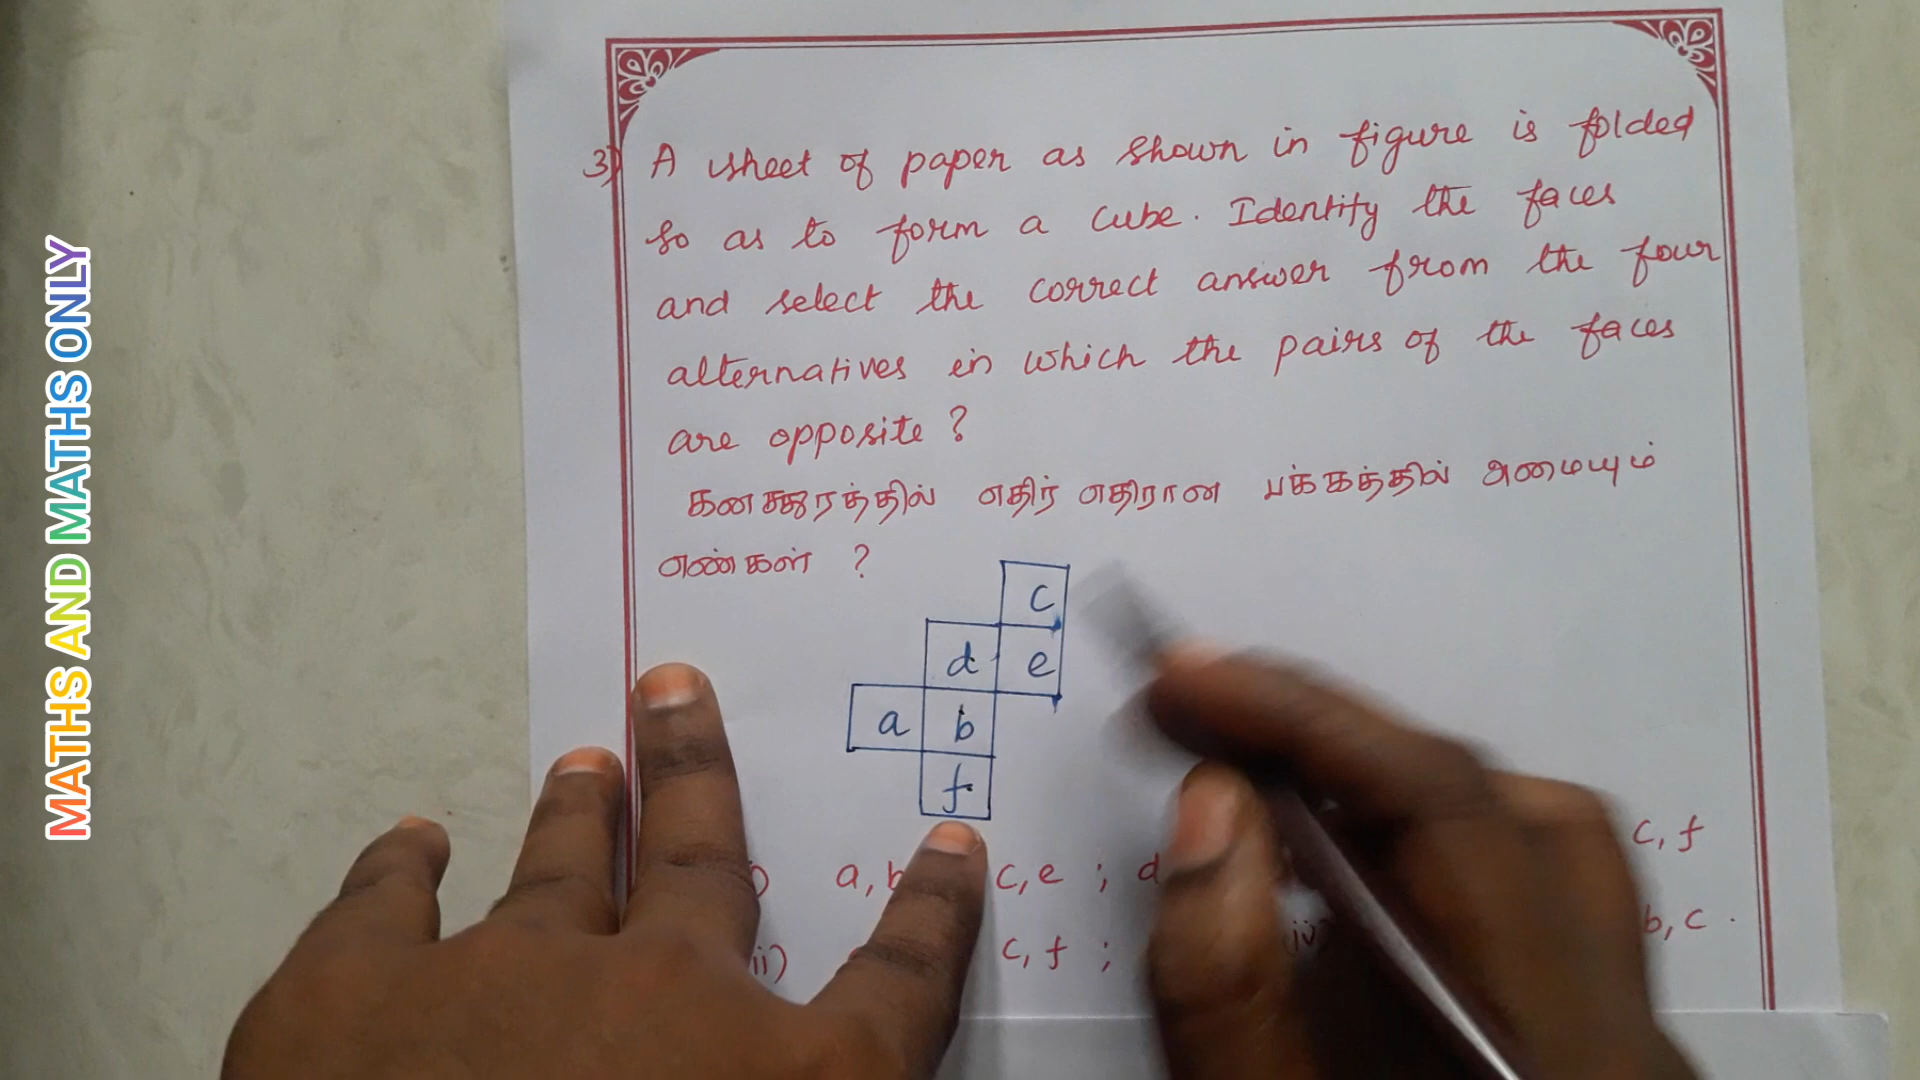 MATHS AND MATHS ONLY
3) A sheet of paper as shown in figure is folded
so as to form a cube. Identify the faces
and select the correct answer from the four
alternatives in which the pairs of the faces
are opposite ?
கனசதுரத்தில் எதிர் எதிரான பக்கத்தில் அமையும்
எண்கள் ?
c
d e
a b
f
a, b c, e ; d c, f
ii) c, f ; iv) b, c .